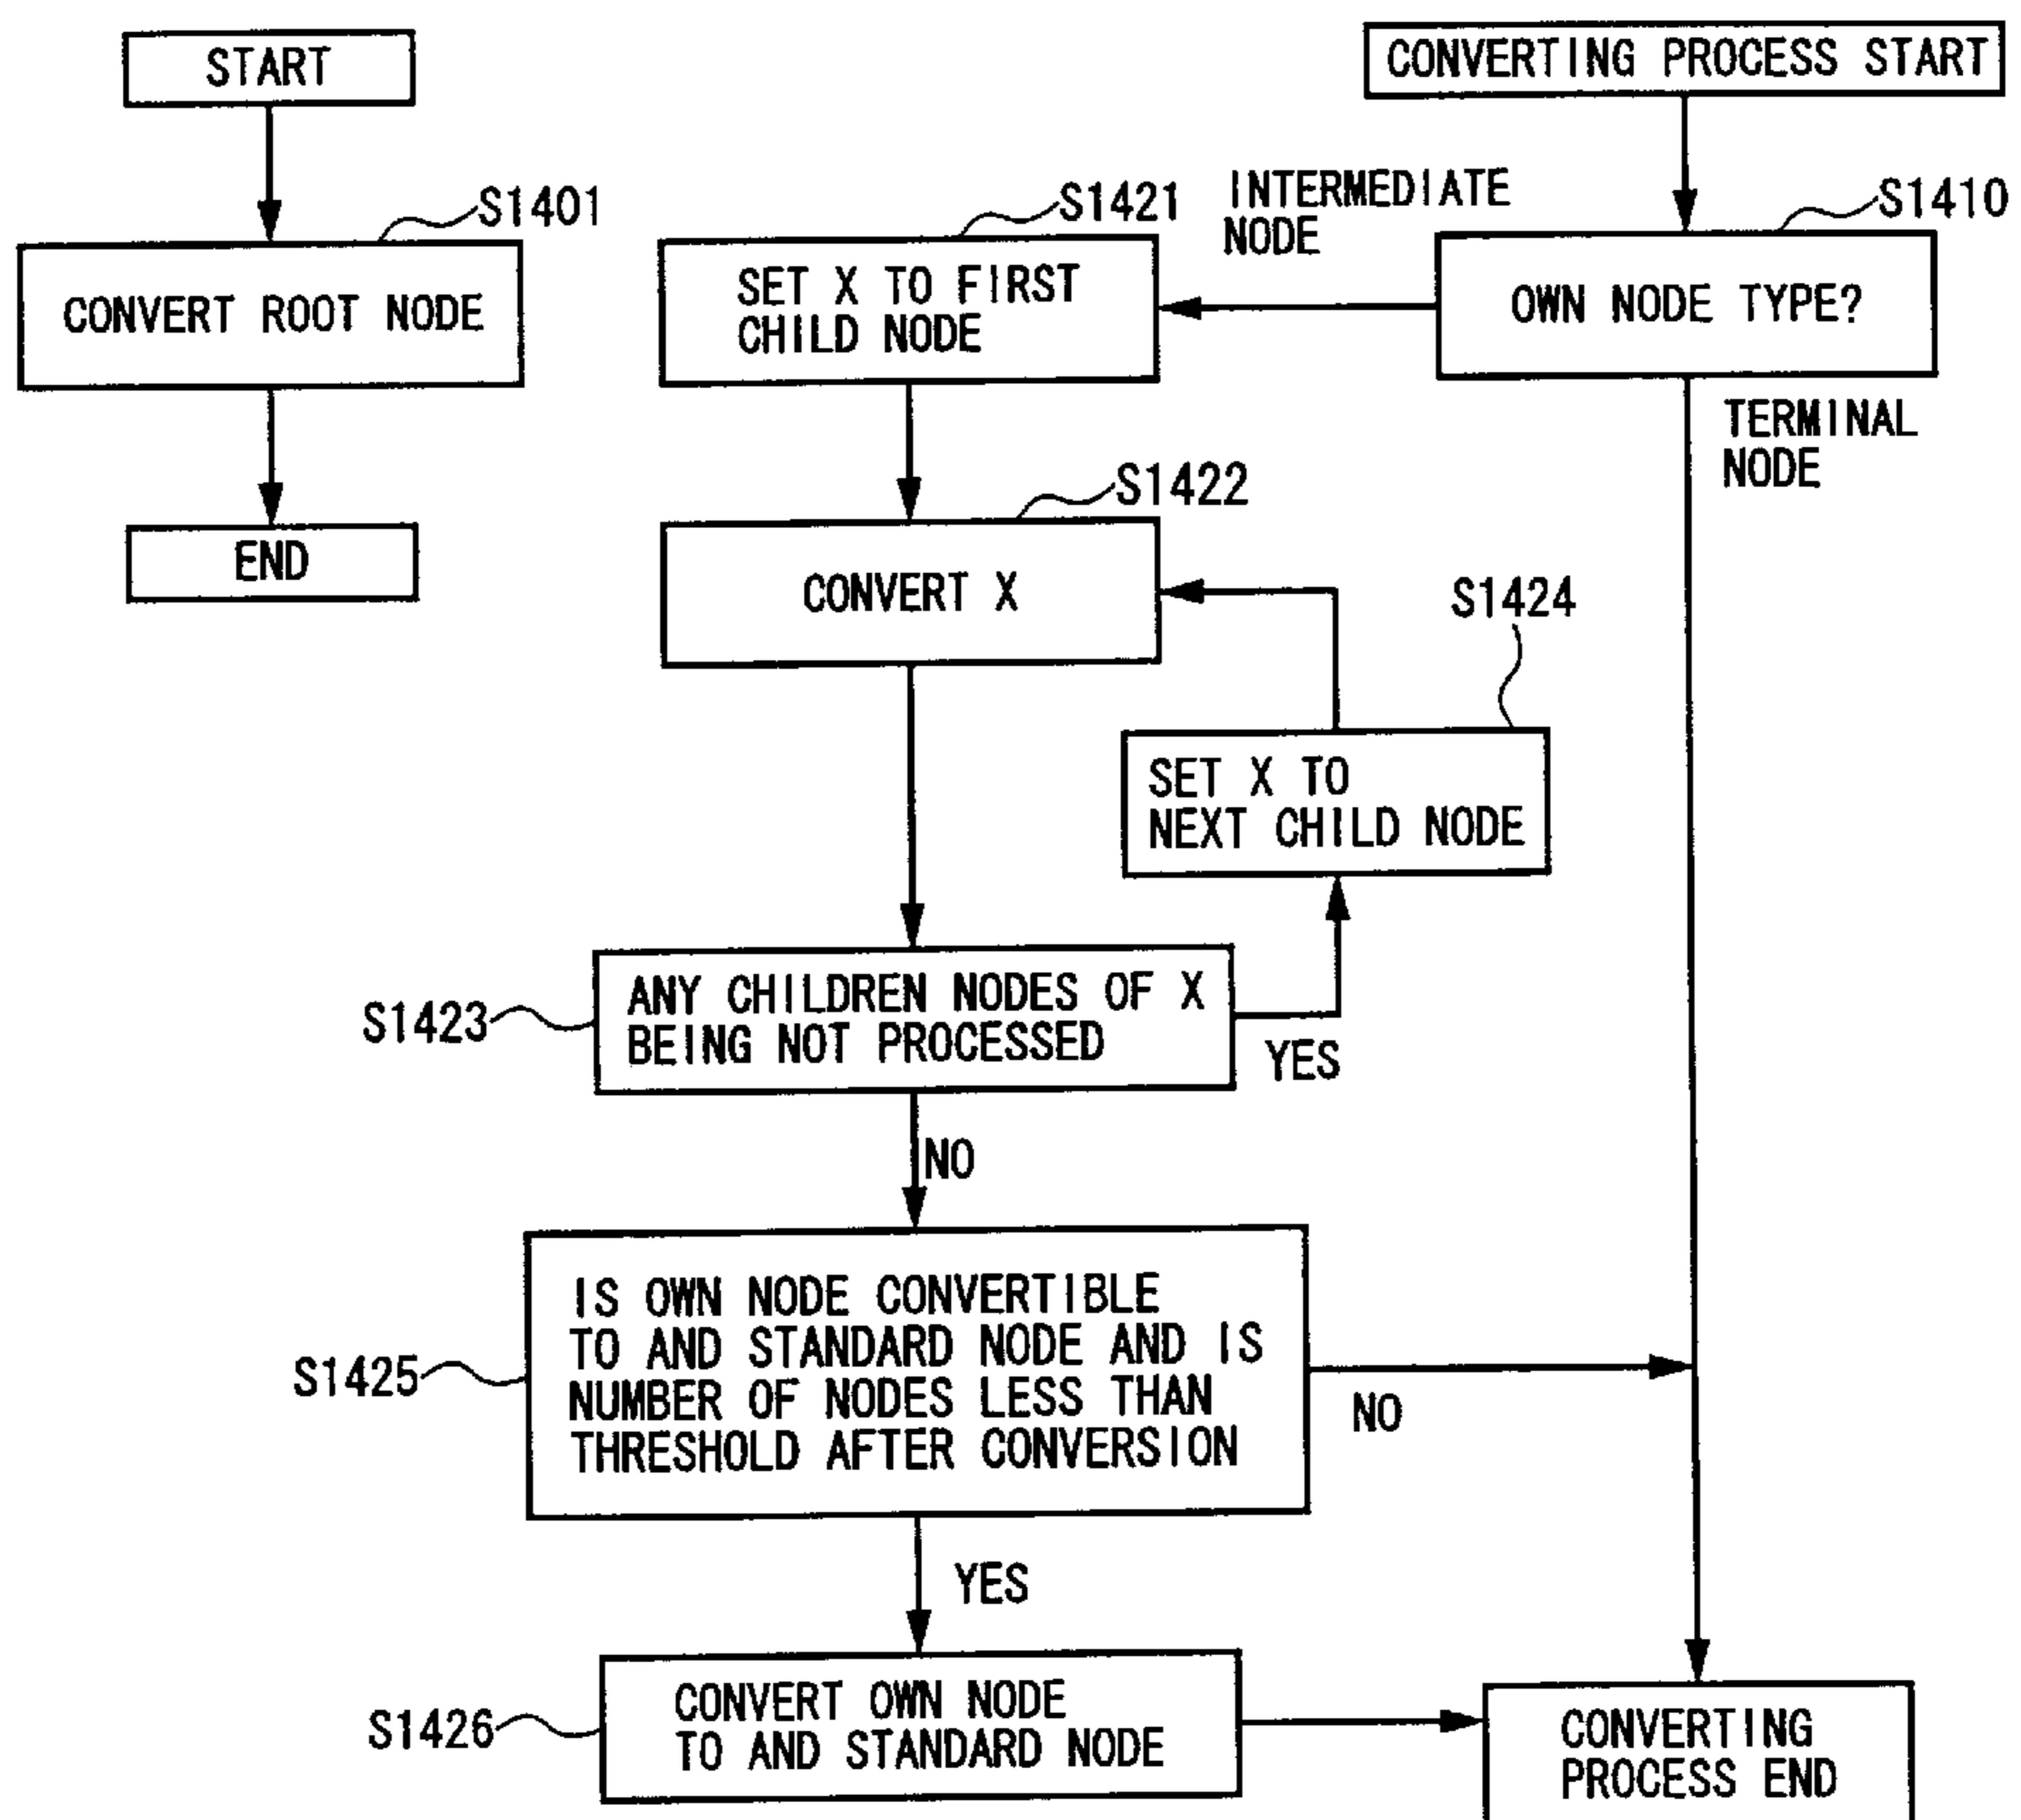 START
S1401
CONVERT ROOT NODE
END
CONVERTING PROCESS START
S1410
OWN NODE TYPE?
INTERMEDIATE
NODE
TERMINAL
NODE
S1421
SET X TO FIRST
CHILD NODE
S1422
CONVERT X
S1424
SET X TO
NEXT CHILD NODE
S1423
ANY CHILDREN NODES OF X
BEING NOT PROCESSED
YES
NO
S1425
IS OWN NODE CONVERTIBLE
TO AND STANDARD NODE AND IS
NUMBER OF NODES LESS THAN
THRESHOLD AFTER CONVERSION
NO
YES
S1426
CONVERT OWN NODE
TO AND STANDARD NODE
CONVERTING
PROCESS END